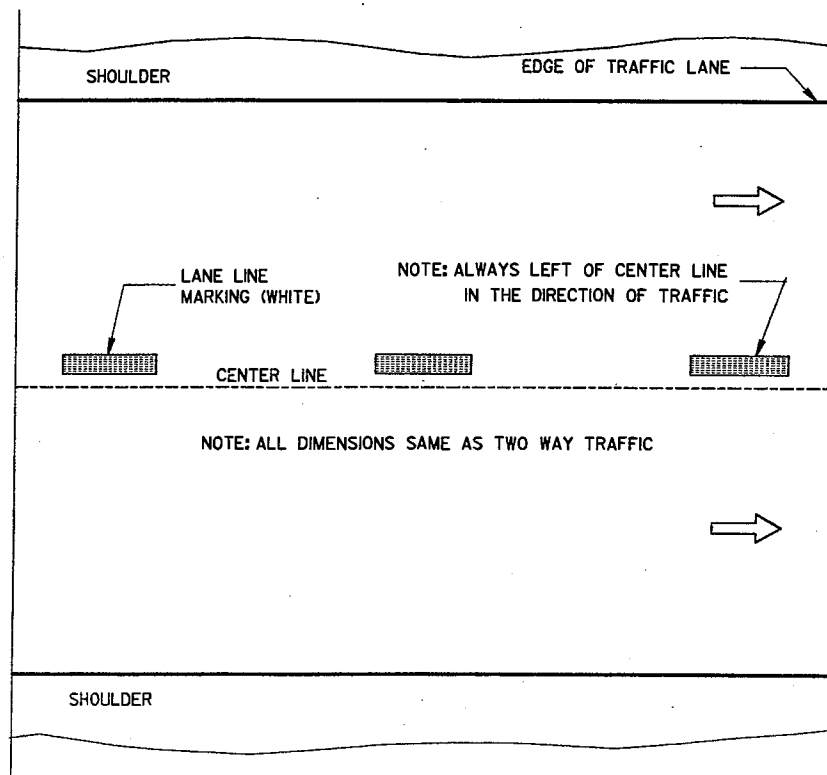 SHOULDER
EDGE OF TRAFFIC LANE
LANE LINE
MARKING (WHITE)
NOTE: ALWAYS LEFT OF CENTER LINE
IN THE DIRECTION OF TRAFFIC
CENTER LINE
NOTE: ALL DIMENSIONS SAME AS TWO WAY TRAFFIC
SHOULDER